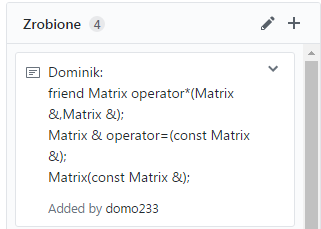 Zrobione 4
Dominik:
friend Matrix operator*(Matrix
&,Matrix &);
Matrix & operator=(const Matrix
&);
Matrix(const Matrix &);
Added by domo233